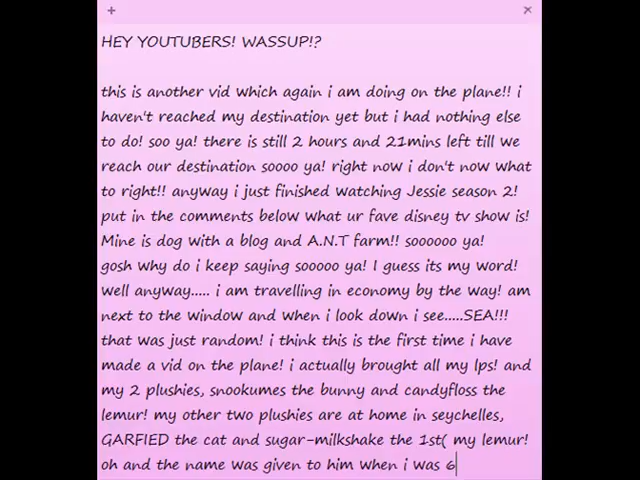 HEY YOUTUBERS! WASSUP!?
this is another vid which again i am doing on the plane!! i
haven't reached my destination yet but i had nothing else
to do! soo ya! there is still 2 hours and 21mins left till we
reach our destination soooo ya! right now i don't now what
to right!! anyway i just finished watching Jessie season 2!
put in the comments below what ur fave disney tv show is!
Mine is dog with a blog and A.N.T farm!! soooooo ya!
gosh why do i keep saying sooooo ya! I guess its my word!
well anyway..... i am travelling in economy by the way! am
next to the window and when i look down i see.....SEA!!!
that was just random! i think this is the first time i have
made a vid on the plane! i actually brought all my lps! and
my 2 plushies, snookumes the bunny and candyfloss the
lemur! my other two plushies are at home in seychelles,
GARFIED the cat and sugar-milkshake the 1st( my lemur!
oh and the name was given to him when i was 6